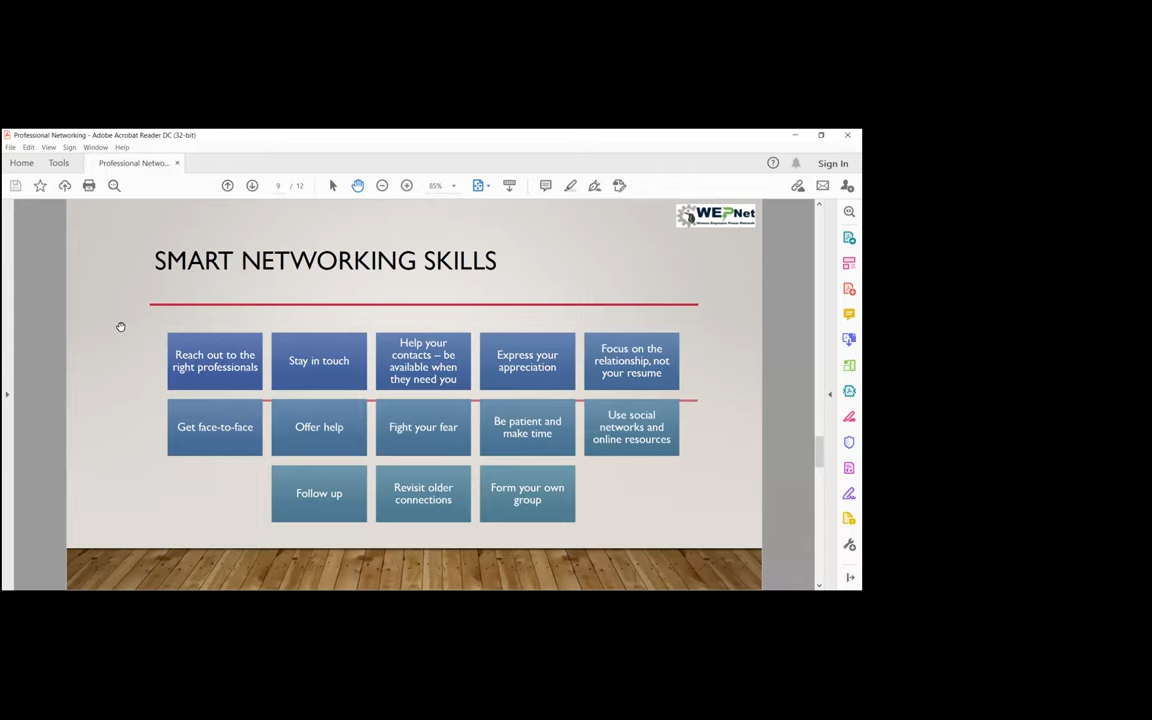 Professional Networking - Adobe Acrobat Reader DC (32-bit)
File Edit View Sign Window Help
Home Tools Professional Netwo... × Sign In
9 / 12 85%
WEPNet
Women Engineers Power Network
SMART NETWORKING SKILLS
Reach out to the
right professionals
Stay in touch
Help your
contacts – be
available when
they need you
Express your
appreciation
Focus on the
relationship, not
your resume
Get face-to-face
Offer help
Fight your fear
Be patient and
make time
Use social
networks and
online resources
Follow up
Revisit older
connections
Form your own
group